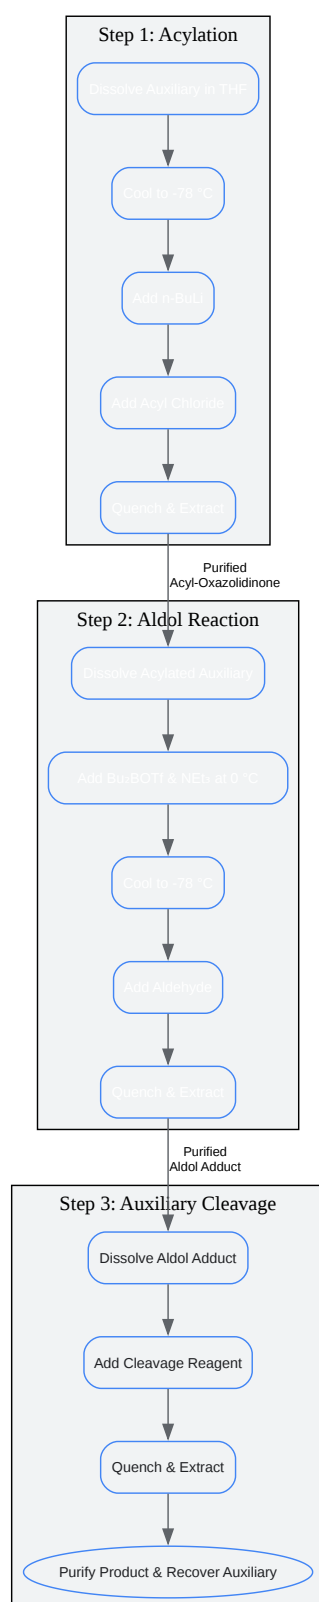 Step 1: Acylation
Dissolve Auxiliary in THF
Cool to -78 °C
Add n-BuLi
Add Acyl Chloride
Quench & Extract
Purified
Acyl-Oxazolidinone
Step 2: Aldol Reaction
Dissolve Acylated Auxiliary
Add Bu₂BOTf & NEt₃ at 0 °C
Cool to -78 °C
Add Aldehyde
Quench & Extract
Purified
Aldol Adduct
Step 3: Auxiliary Cleavage
Dissolve Aldol Adduct
Add Cleavage Reagent
Quench & Extract
Purify Product & Recover Auxiliary